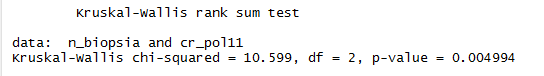 Kruskal-Wallis rank sum test
data:  n_biopsia and cr_pol11
Kruskal-Wallis chi-squared = 10.599, df = 2, p-value = 0.004994